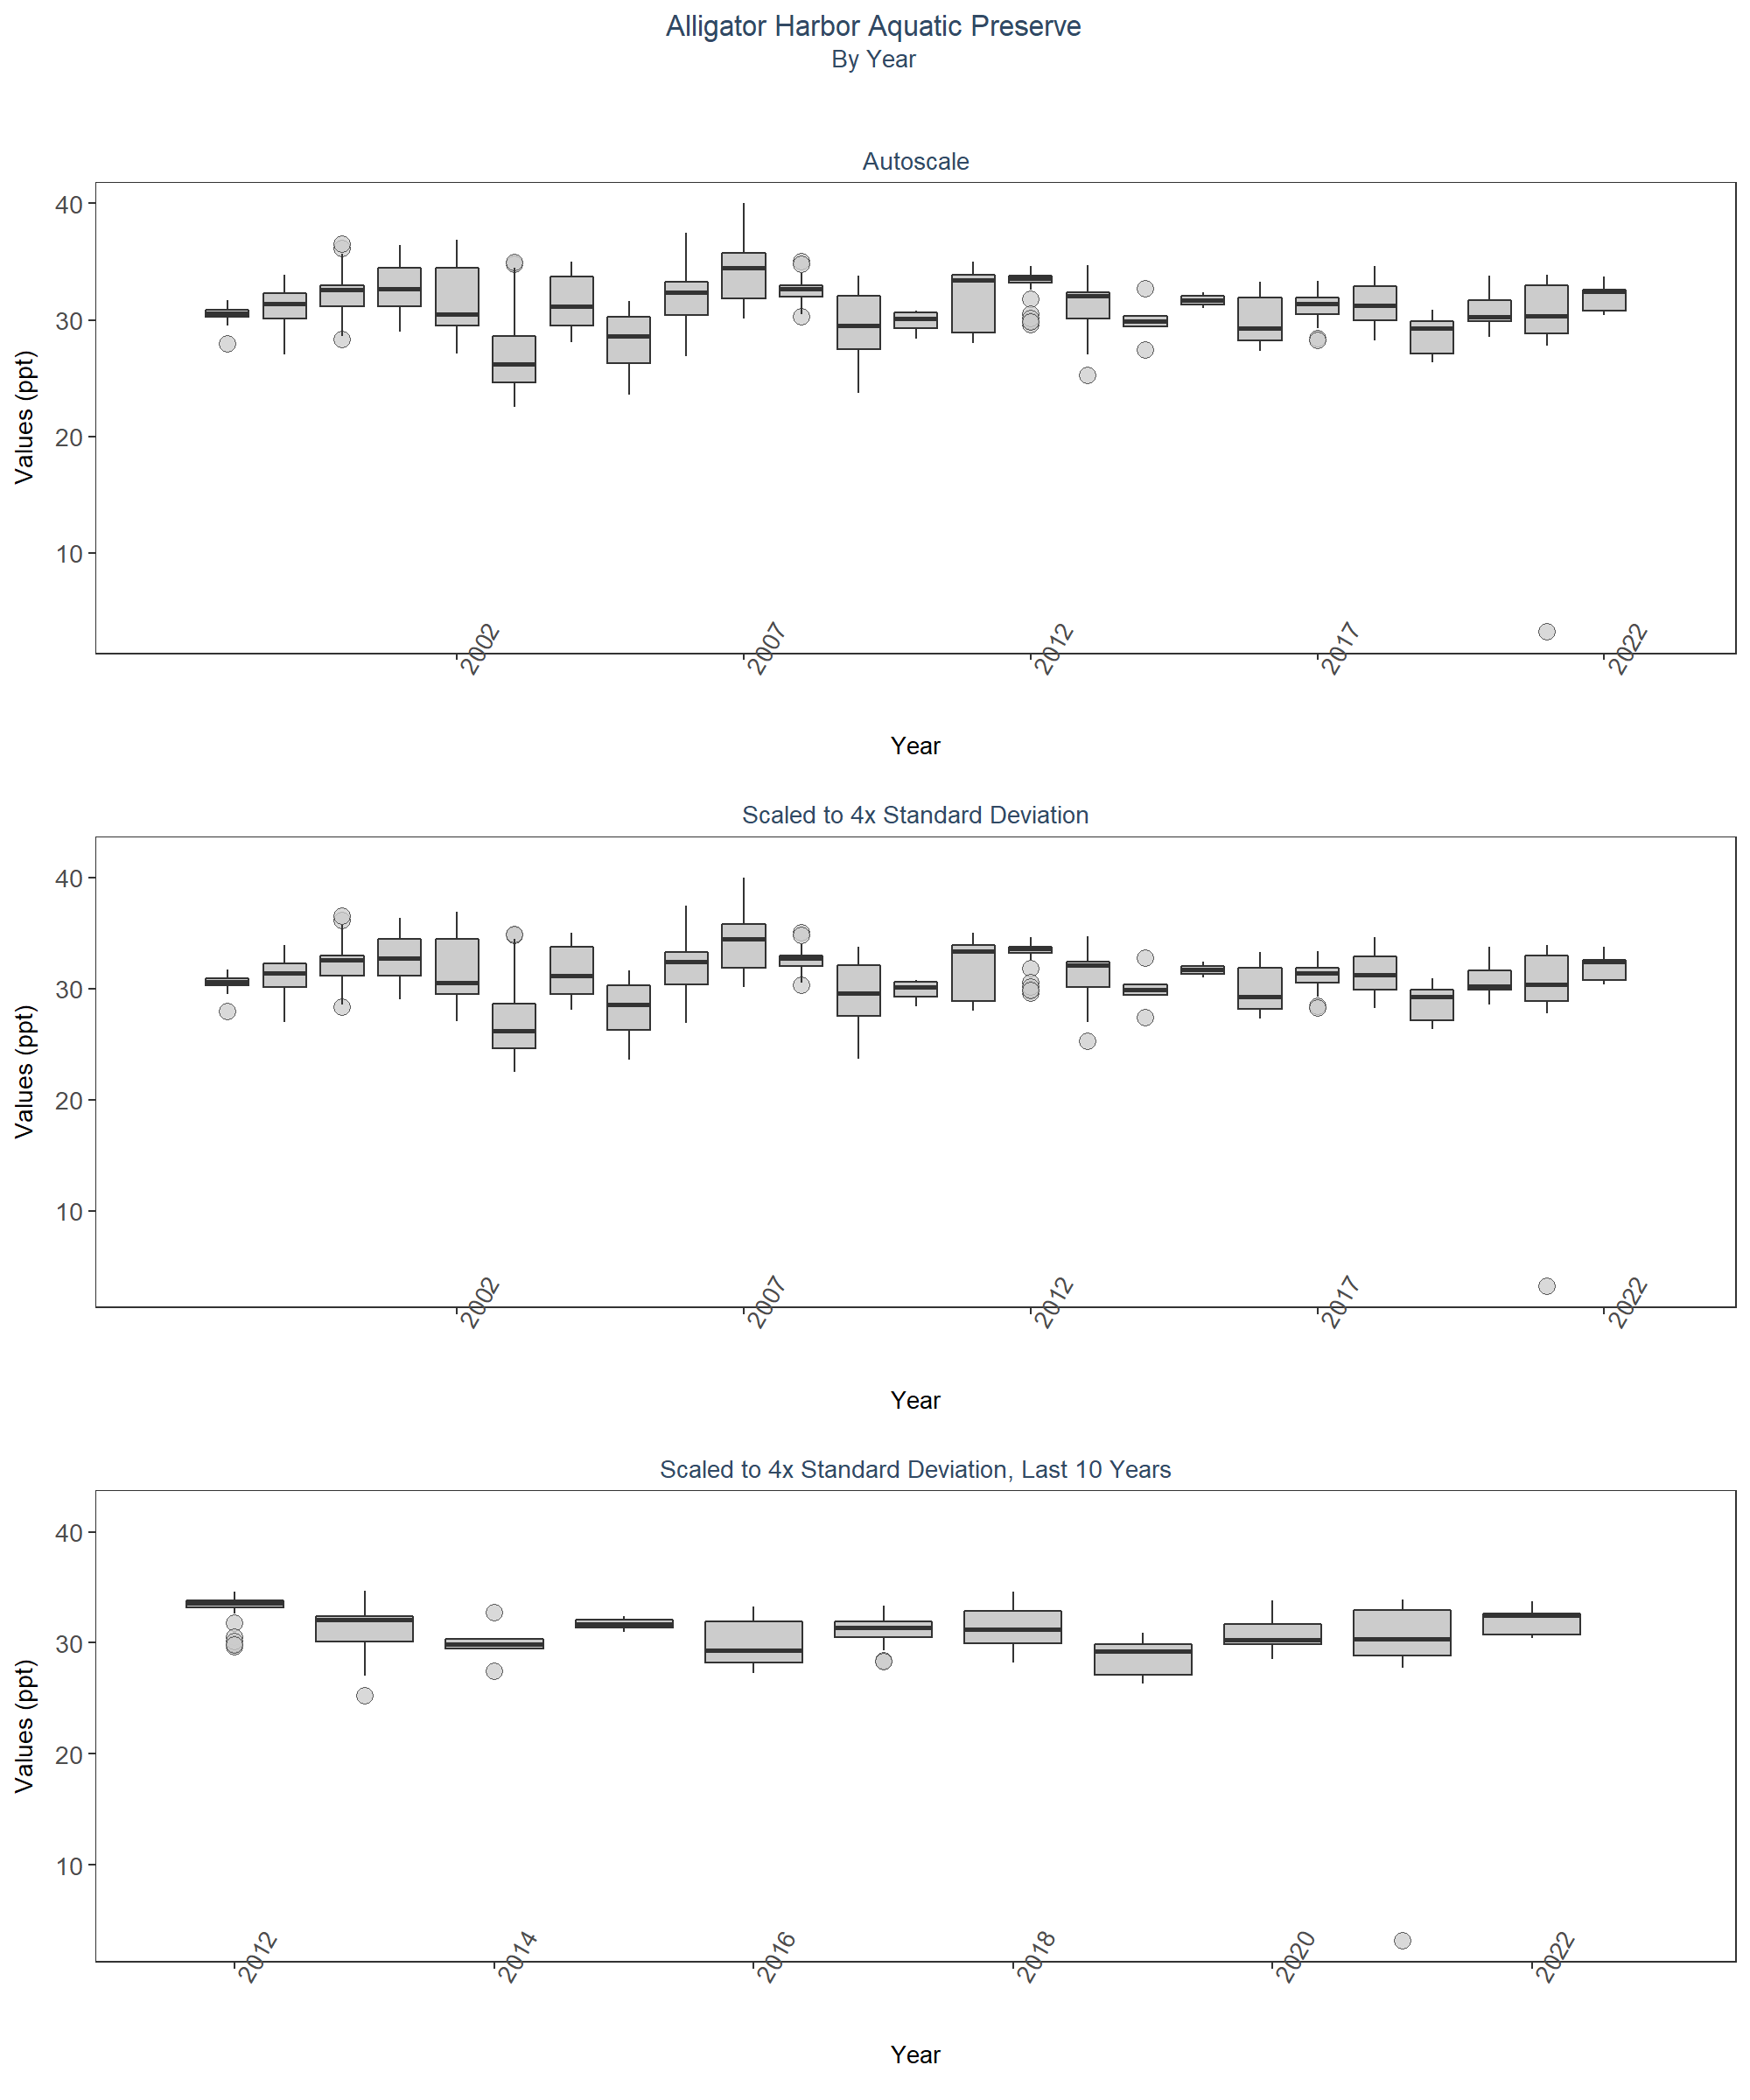 Alligator Harbor Aquatic Preserve
By Year
Autoscale
Values (ppt)
40
30
20
10
2002
2007
2012
2017
2022
Year
Scaled to 4x Standard Deviation
Values (ppt)
40
30
20
10
2002
2007
2012
2017
2022
Year
Scaled to 4x Standard Deviation, Last 10 Years
Values (ppt)
40
30
20
10
2012
2014
2016
2018
2020
2022
Year